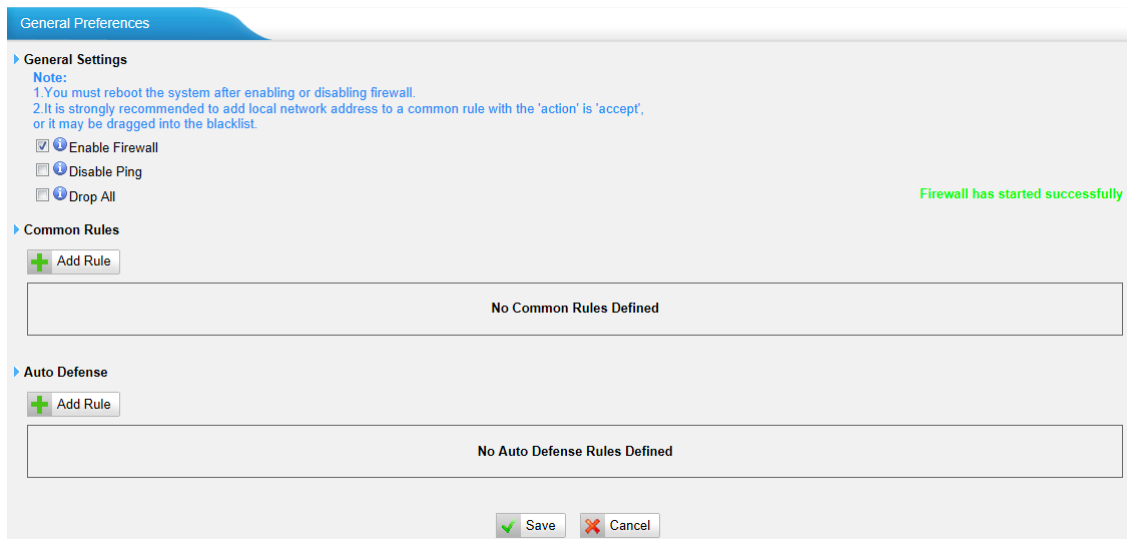 General Preferences
General Settings
Note:
1.You must reboot the system after enabling or disabling firewall.
2.It is strongly recommended to add local network address to a common rule with the 'action' is 'accept',
or it may be dragged into the blacklist.
Enable Firewall
Disable Ping
Drop All
Firewall has started successfully
Common Rules
Add Rule
No Common Rules Defined
Auto Defense
Add Rule
No Auto Defense Rules Defined
Save Cancel